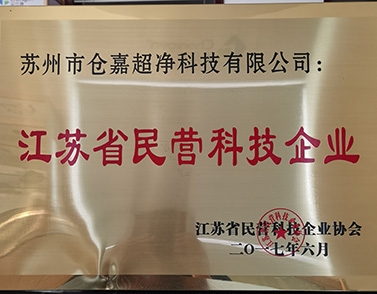 苏州市仓嘉超净科技有限公司：
江苏省民营科技企业
江苏省民营科技企业协会
二〇一七年六月